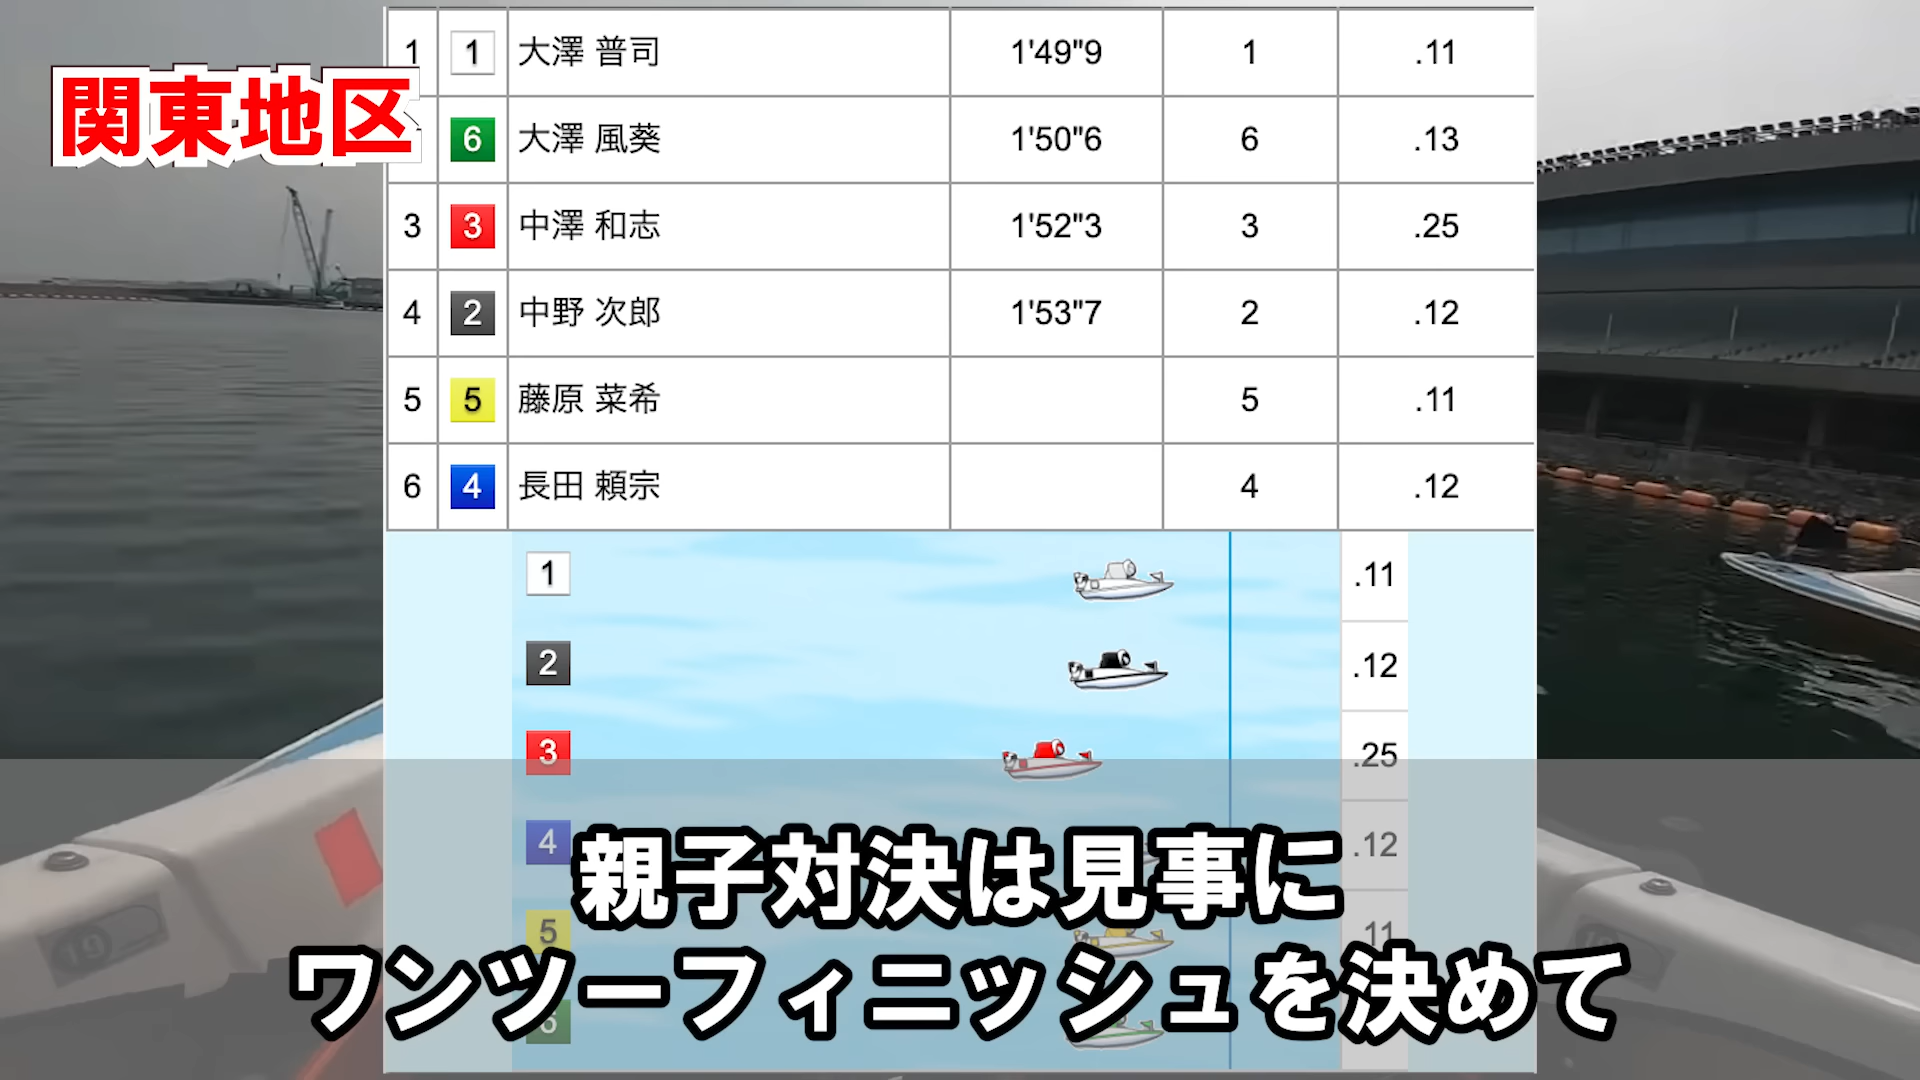 関東地区
1 1 大澤 普司 1'49"9 1 .11
6 大澤 風葵 1'50"6 6 .13
3 3 中澤 和志 1'52"3 3 .25
4 2 中野 次郎 1'53"7 2 .12
5 5 藤原 菜希 5 .11
6 4 長田 頼宗 4 .12
1 .11
2 .12
3 .25
4 .12
5 .11
6
親子対決は見事に
ワンツーフィニッシュを決めて
19